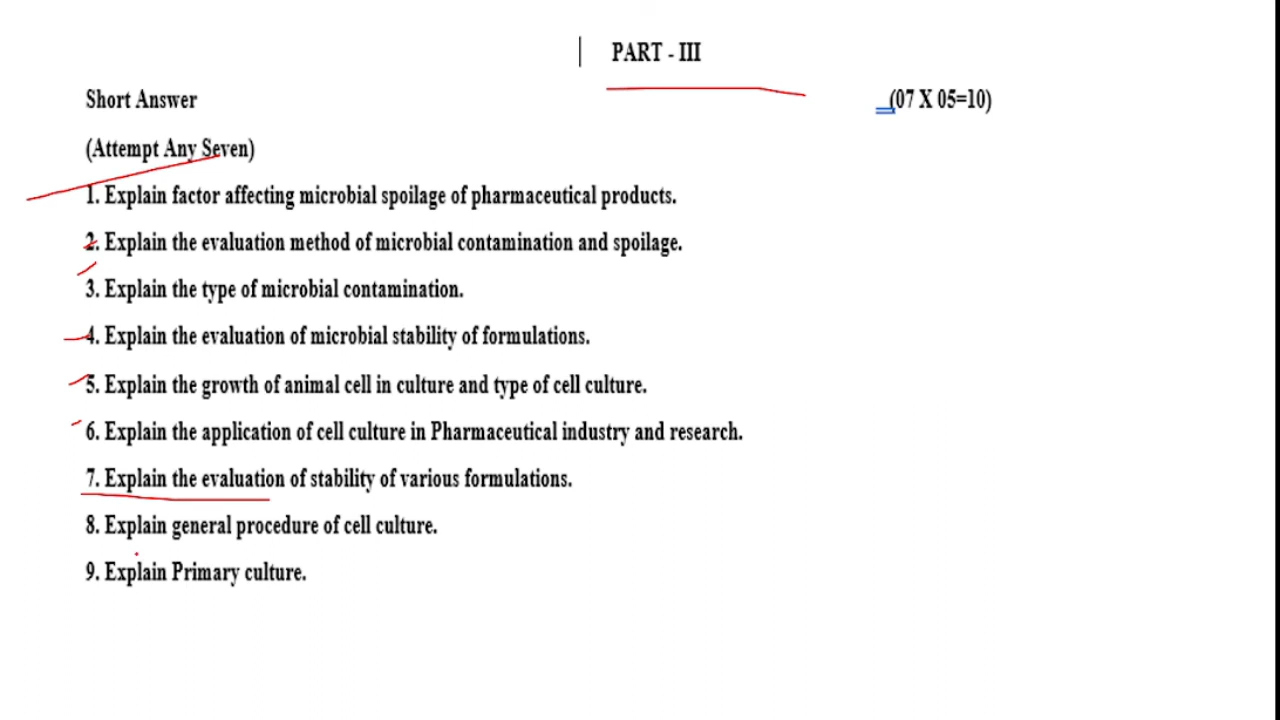 PART - III
Short Answer (07 X 05=10)
(Attempt Any Seven)
1. Explain factor affecting microbial spoilage of pharmaceutical products.
2. Explain the evaluation method of microbial contamination and spoilage.
3. Explain the type of microbial contamination.
4. Explain the evaluation of microbial stability of formulations.
5. Explain the growth of animal cell in culture and type of cell culture.
6. Explain the application of cell culture in Pharmaceutical industry and research.
7. Explain the evaluation of stability of various formulations.
8. Explain general procedure of cell culture.
9. Explain Primary culture.